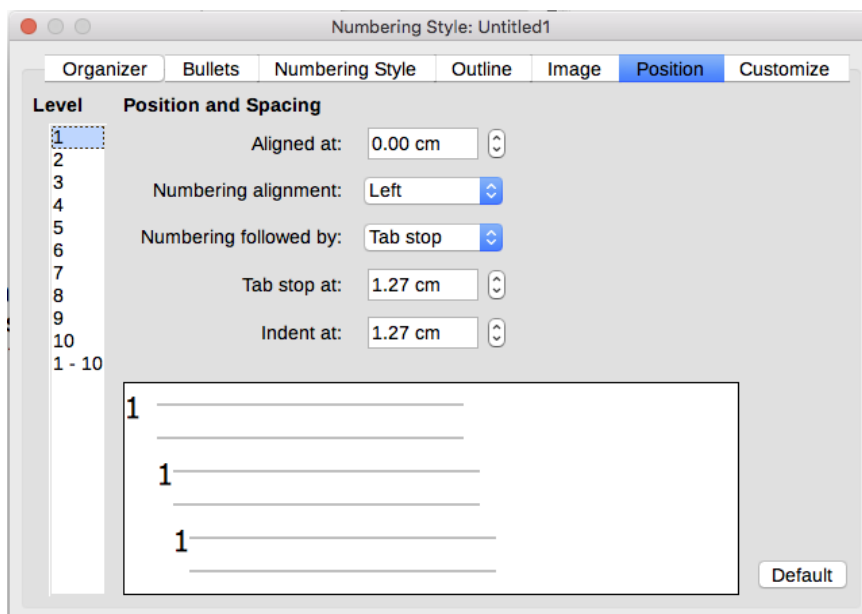 Numbering Style: Untitled1
Organizer Bullets Numbering Style Outline Image Position Customize
Level Position and Spacing
1
2
3
4
5
6
7
8
9
10
1 - 10
Aligned at: 0.00 cm
Numbering alignment: Left
Numbering followed by: Tab stop
Tab stop at: 1.27 cm
Indent at: 1.27 cm
1
1
1
Default